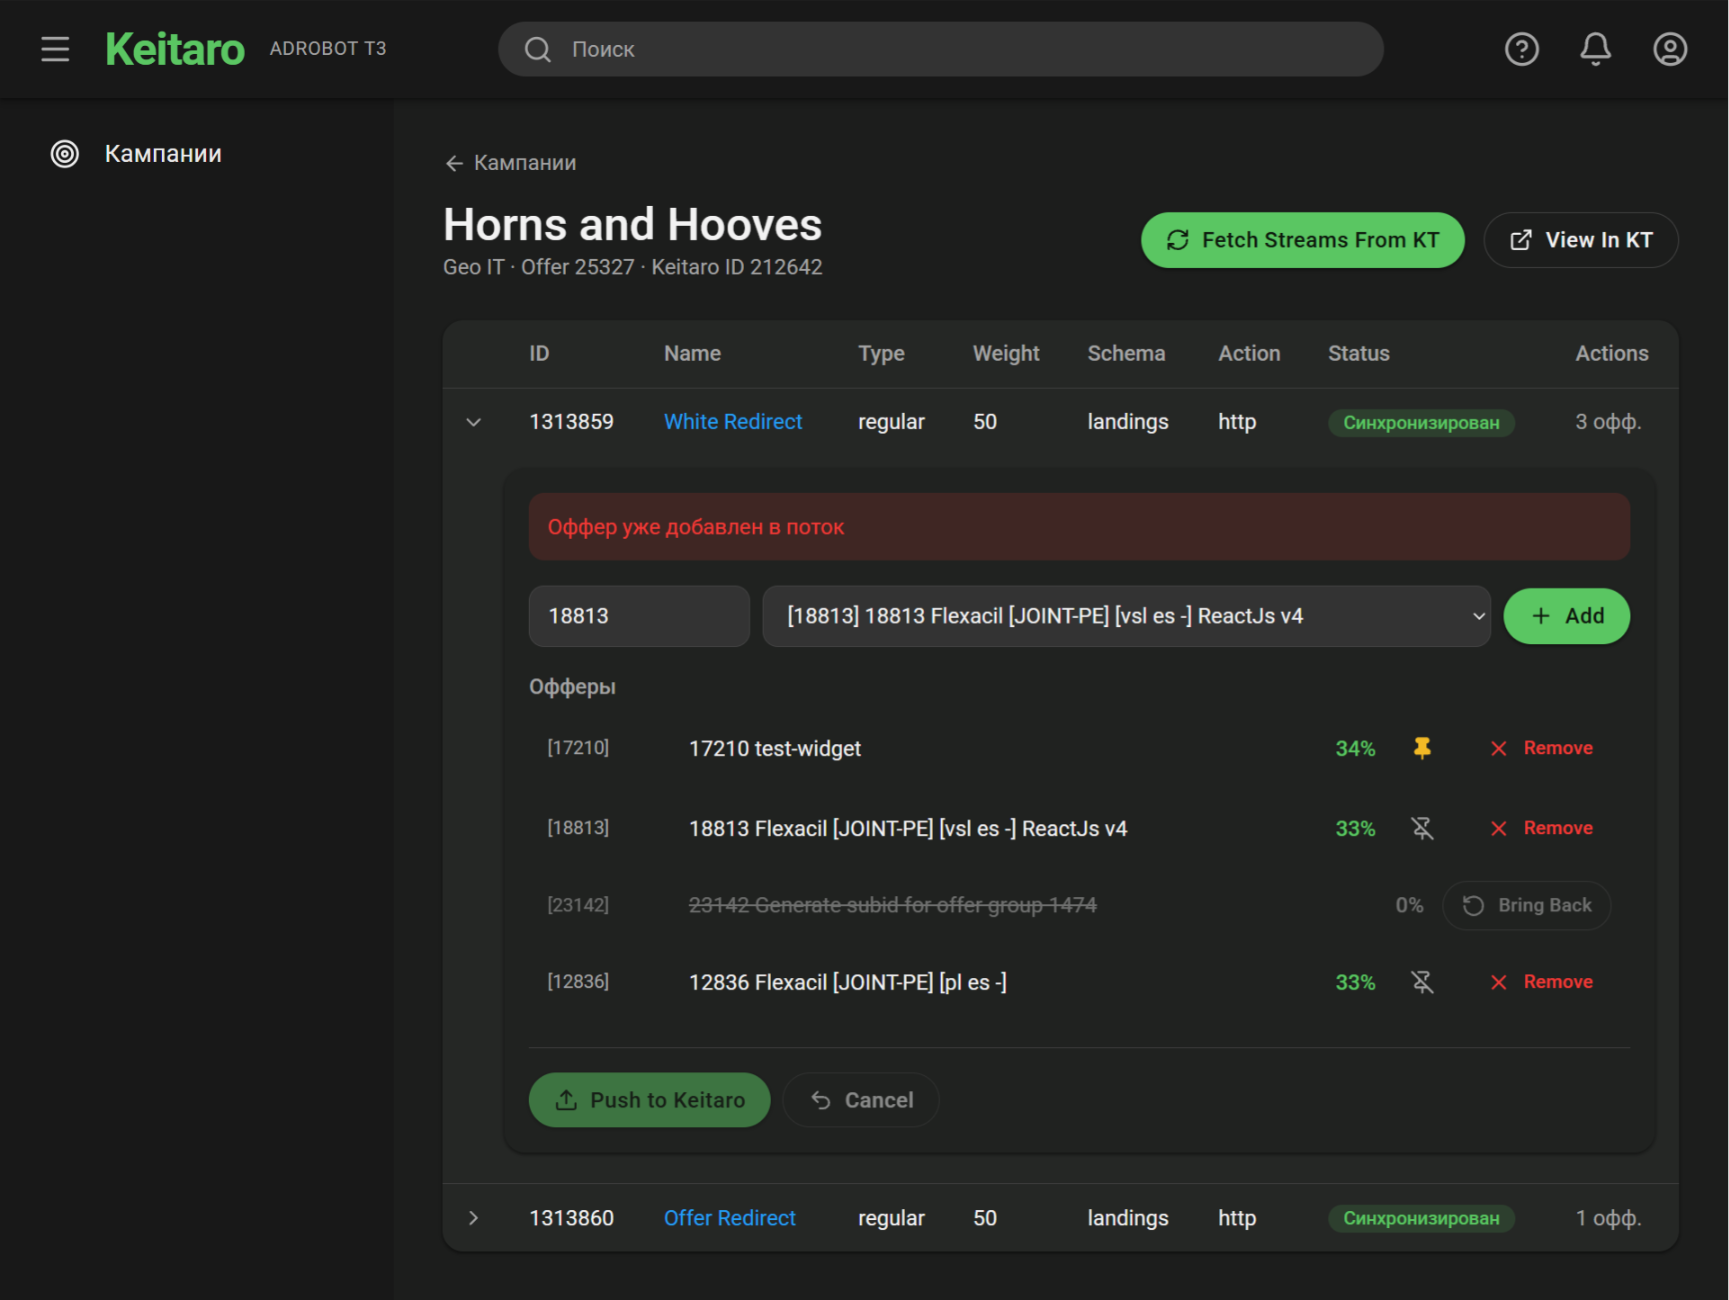 Keitaro ADROBOT T3 Поиск
Кампании
Кампании
Horns and Hooves
Geo IT · Offer 25327 · Keitaro ID 212642
Fetch Streams From KT View In KT
ID Name Type Weight Schema Action Status Actions
1313859 White Redirect regular 50 landings http Синхронизирован 3 офф.
Оффер уже добавлен в поток
18813 [18813] 18813 Flexacil [JOINT-PE] [vsl es -] ReactJs v4 Add
Офферы
[17210] 17210 test-widget 34% Remove
[18813] 18813 Flexacil [JOINT-PE] [vsl es -] ReactJs v4 33% Remove
[23142] 23142 Generate subid for offer group 1474 0% Bring Back
[12836] 12836 Flexacil [JOINT-PE] [pl es -] 33% Remove
Push to Keitaro Cancel
1313860 Offer Redirect regular 50 landings http Синхронизирован 1 офф.